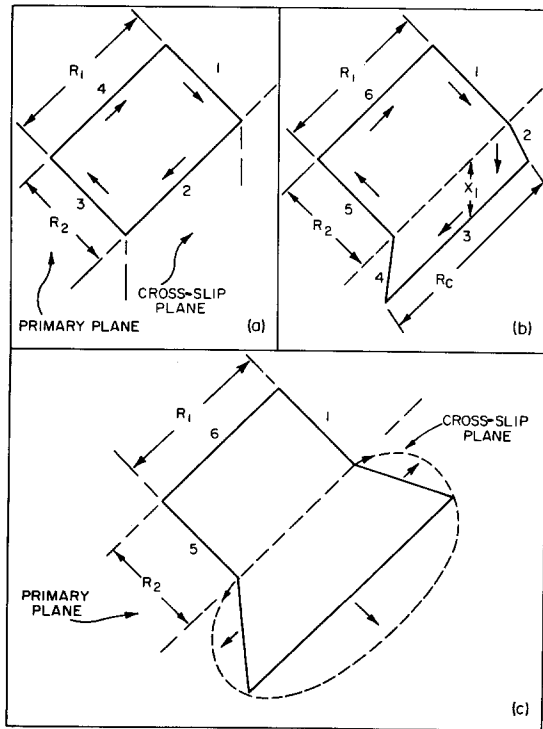 R₁
4
1
3
2
R₂
CROSS-SLIP
PLANE
PRIMARY PLANE
(a)
R₁
6
1
2
X₁
5
3
R₂
4
R_C
(b)
R₁
6
1
CROSS-SLIP
PLANE
5
R₂
PRIMARY
PLANE
(c)